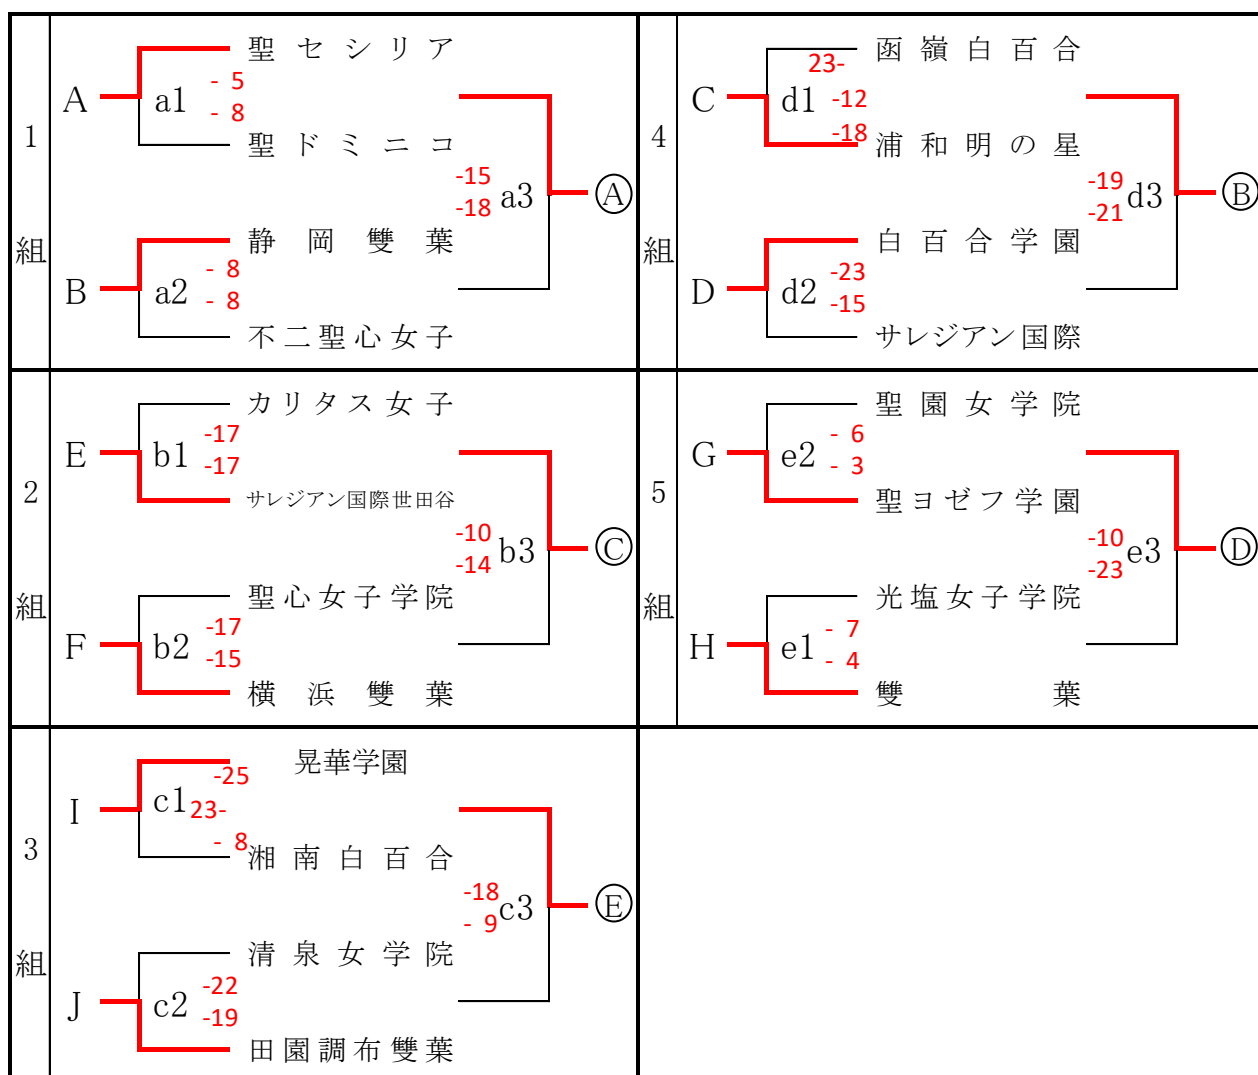 1組
聖セシリア
A a1 - 5
- 8
聖ドミニコ
-15
-18 a3 Ⓐ
静岡雙葉
B a2 - 8
- 8
不二聖心女子
4組
函嶺白百合
23-
C d1 -12
-18
浦和明の星
-19
-21 d3 Ⓑ
白百合学園
D d2 -23
-15
サレジアン国際
2組
カリタス女子
E b1 -17
-17
サレジアン国際世田谷
-10
-14 b3 Ⓒ
聖心女子学院
F b2 -17
-15
横浜雙葉
5組
聖園女学院
G e2 - 6
- 3
聖ヨゼフ学園
-10
-23 e3 Ⓓ
光塩女子学院
H e1 - 7
- 4
雙葉
3組
晃華学園
-25
I c1 23-
- 8
湘南白百合
-18
- 9 c3 Ⓔ
清泉女学院
J c2 -22
-19
田園調布雙葉